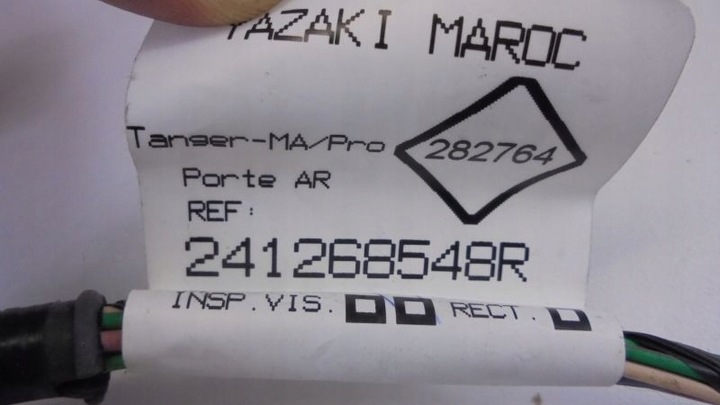 YAZAKI MAROC
Tanger-MA/Pro
282764
Porte AR
REF:
241268548R
INSP.VIS. RECT.